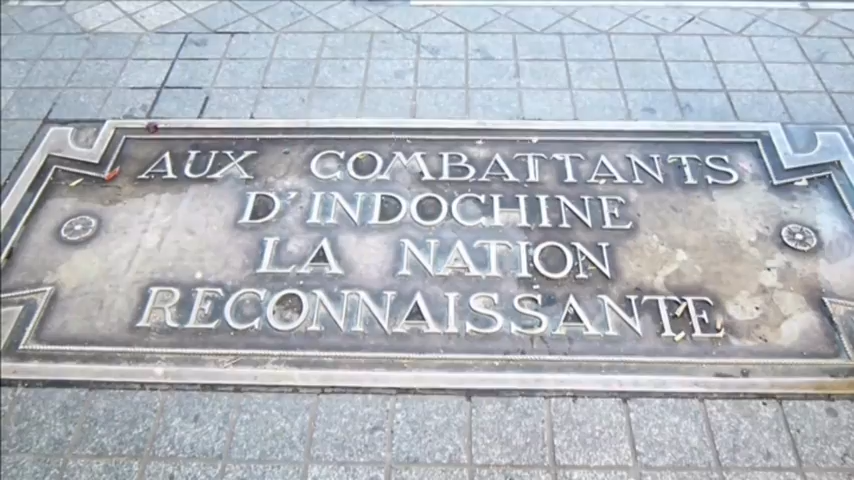 AUX COMBATTANTS
D'INDOCHINE
LA NATION
RECONNAISSANTE